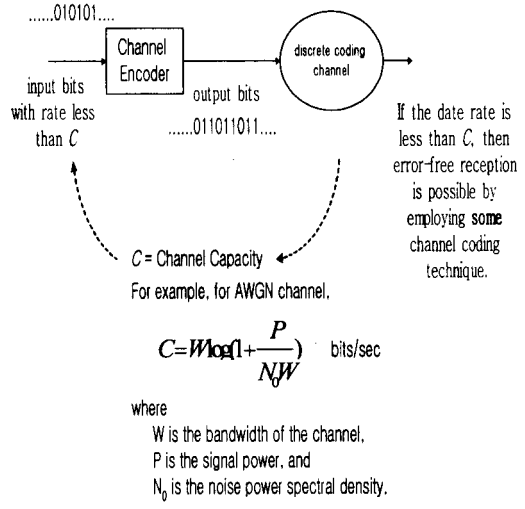 ......010101....
Channel
Encoder
discrete coding
channel
input bits
with rate less
than C
output bits
......011011011....
If the date rate is
less than C, then
error-free reception
is possible by
employing some
channel coding
technique.
C = Channel Capacity
For example, for AWGN channel,
C=Wlog(1+P/N₀W) bits/sec
where
W is the bandwidth of the channel,
P is the signal power, and
N₀ is the noise power spectral density.